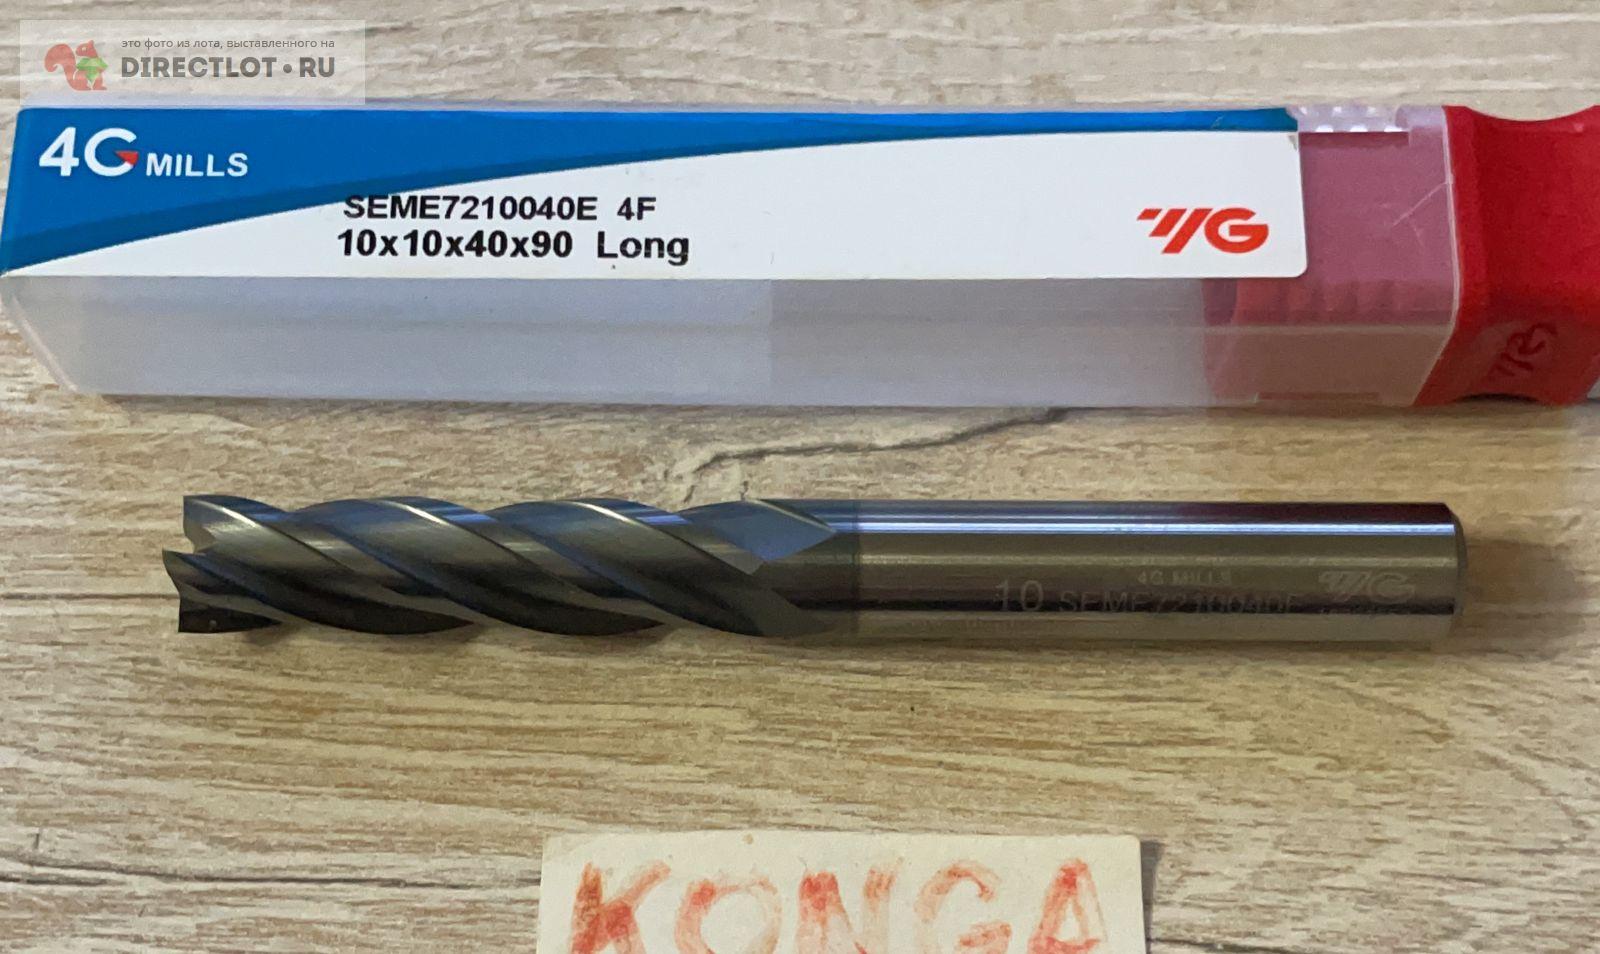 это фото из лота, выставленного на
DIRECTLOT•RU
4G MILLS
SEME7210040E 4F
10x10x40x90 Long
YG
4G MILLS
YG
10 SEME7210040E
KONGA